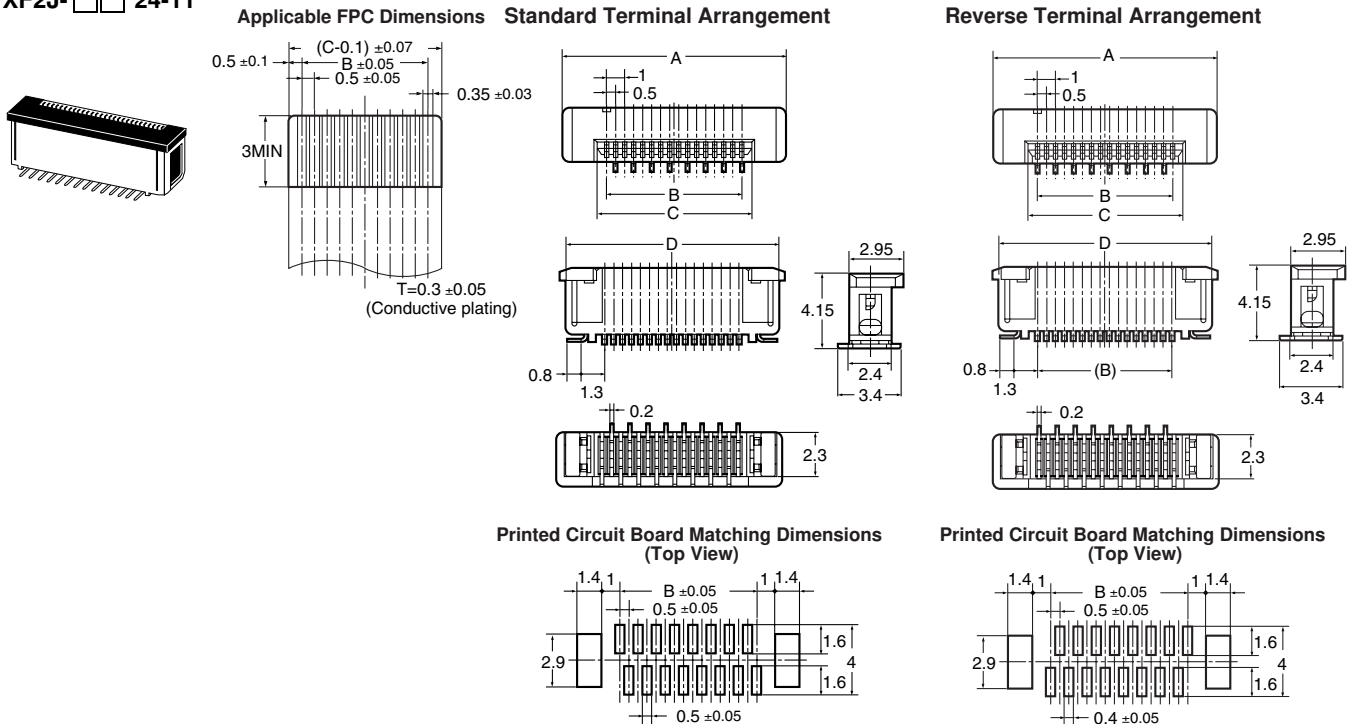 XF2J-□□ 24-11
Applicable FPC Dimensions
(C-0.1) ±0.07
0.5 ±0.1
B ±0.05
0.5 ±0.05
0.35 ±0.03
3MIN
T=0.3 ±0.05
(Conductive plating)
Standard Terminal Arrangement
A
1
0.5
B
C
D
2.95
4.15
0.8
1.3
2.4
3.4
0.2
2.3
Printed Circuit Board Matching Dimensions
(Top View)
1.4 1
B ±0.05
1 1.4
0.5 ±0.05
2.9
1.6
4
1.6
0.5 ±0.05
Reverse Terminal Arrangement
A
1
0.5
B
C
D
2.95
4.15
0.8
1.3
(B)
2.4
3.4
0.2
2.3
Printed Circuit Board Matching Dimensions
(Top View)
1.4 1
B ±0.05
1 1.4
0.5 ±0.05
2.9
1.6
4
1.6
0.4 ±0.05